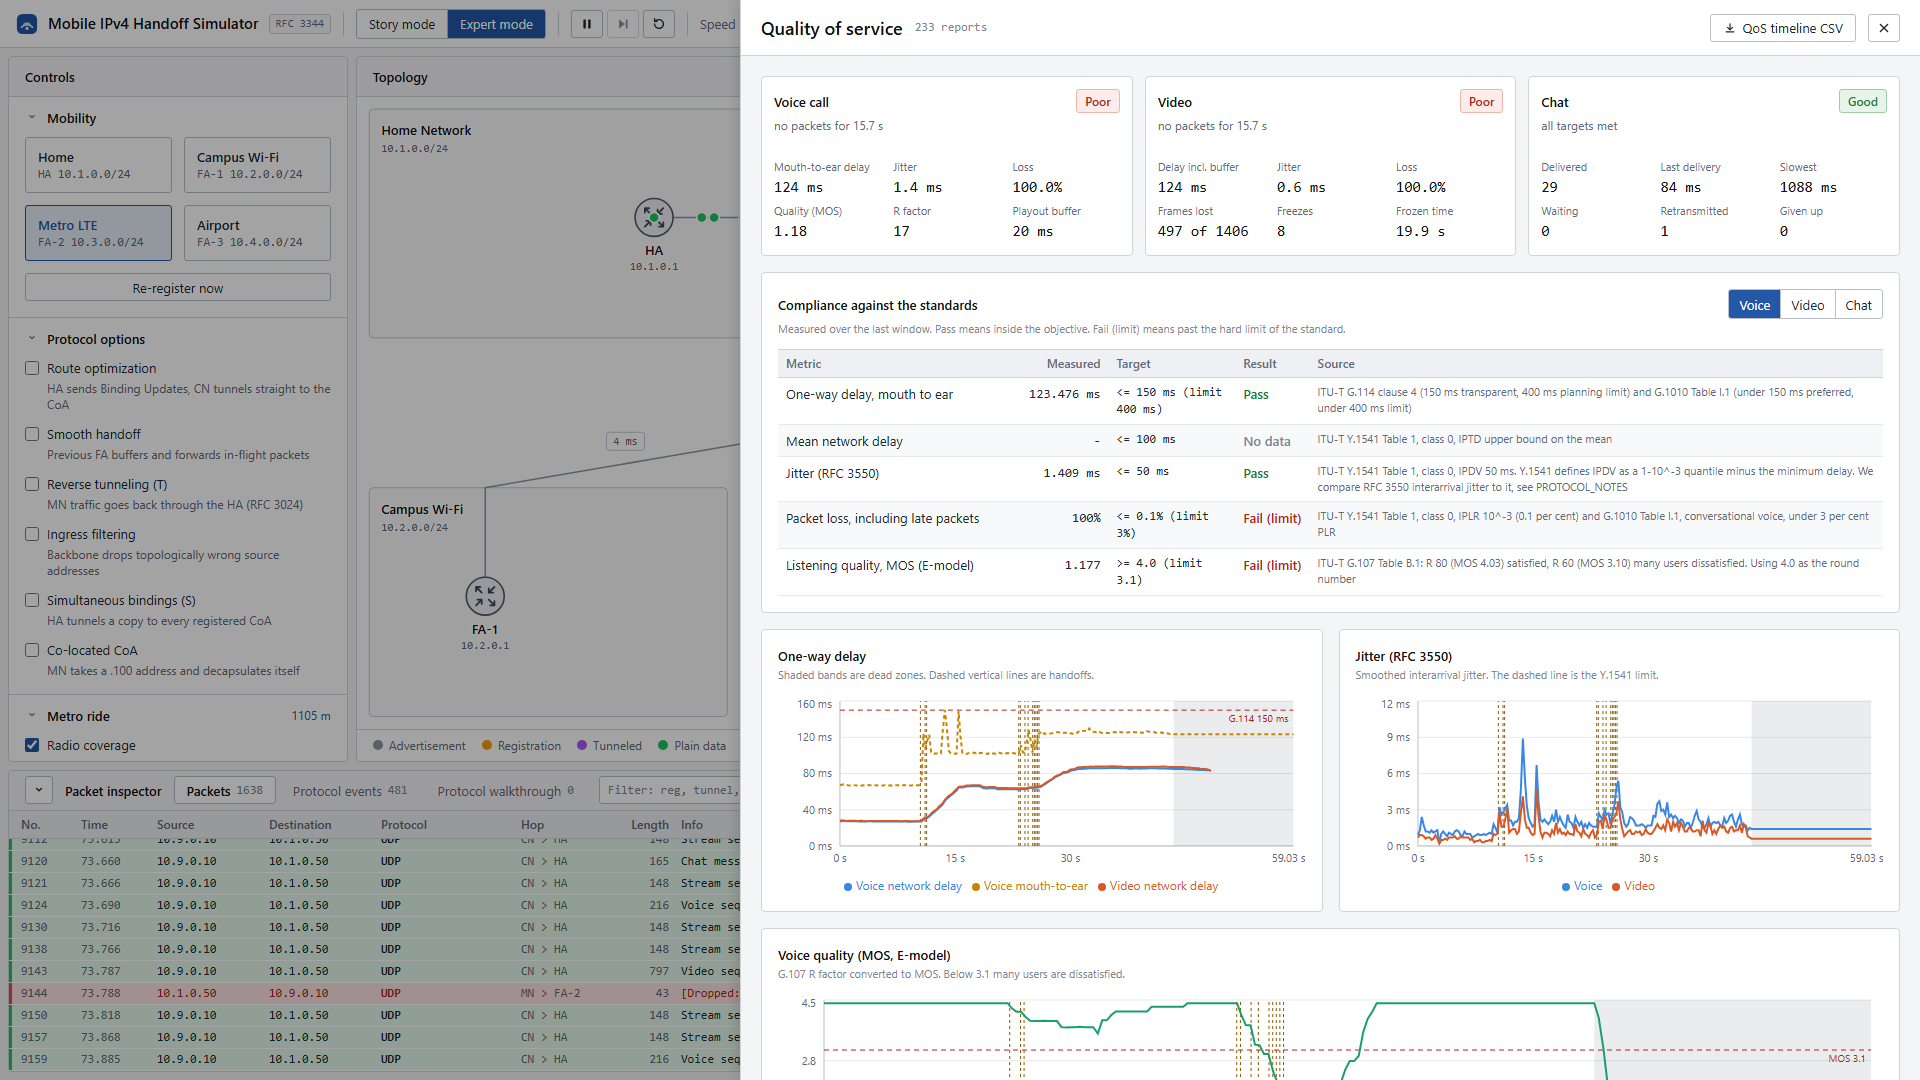 Mobile IPv4 Handoff Simulator
RFC 3344
Story mode
Expert mode
Speed
Controls
Mobility
Home
HA 10.1.0.0/24
Campus Wi-Fi
FA-1 10.2.0.0/24
Metro LTE
FA-2 10.3.0.0/24
Airport
FA-3 10.4.0.0/24
Re-register now
Protocol options
Route optimization
HA sends Binding Updates, CN tunnels straight to the
CoA
Smooth handoff
Previous FA buffers and forwards in-flight packets
Reverse tunneling (T)
MN traffic goes back through the HA (RFC 3024)
Ingress filtering
Backbone drops topologically wrong source
addresses
Simultaneous bindings (S)
HA tunnels a copy to every registered CoA
Co-located CoA
MN takes a .100 address and decapsulates itself
Metro ride
1105 m
Radio coverage
Topology
Home Network
10.1.0.0/24
HA
10.1.0.1
4 ms
Campus Wi-Fi
10.2.0.0/24
FA-1
10.2.0.1
Advertisement
Registration
Tunneled
Plain data
Packet inspector
Packets 1638
Protocol events 481
Protocol walkthrough 0
Filter: reg, tunnel,
No. Time Source Destination Protocol Hop Length Info
9120 73.660 10.9.0.10 10.1.0.50 UDP CN > HA 165 Chat mess
9121 73.666 10.9.0.10 10.1.0.50 UDP CN > HA 148 Stream se
9124 73.690 10.9.0.10 10.1.0.50 UDP CN > HA 216 Voice seq
9130 73.716 10.9.0.10 10.1.0.50 UDP CN > HA 148 Stream se
9138 73.766 10.9.0.10 10.1.0.50 UDP CN > HA 148 Stream se
9143 73.787 10.9.0.10 10.1.0.50 UDP CN > HA 797 Video seq
9144 73.788 10.1.0.50 10.9.0.10 UDP MN > FA-2 43 [Dropped:
9150 73.818 10.9.0.10 10.1.0.50 UDP CN > HA 148 Stream se
9157 73.868 10.9.0.10 10.1.0.50 UDP CN > HA 148 Stream se
9159 73.885 10.9.0.10 10.1.0.50 UDP CN > HA 216 Voice seq
Quality of service
233 reports
QoS timeline CSV
Voice call
Poor
no packets for 15.7 s
Mouth-to-ear delay Jitter Loss
124 ms 1.4 ms 100.0%
Quality (MOS) R factor Playout buffer
1.18 17 20 ms
Video
Poor
no packets for 15.7 s
Delay incl. buffer Jitter Loss
124 ms 0.6 ms 100.0%
Frames lost Freezes Frozen time
497 of 1406 8 19.9 s
Chat
Good
all targets met
Delivered Last delivery Slowest
29 84 ms 1088 ms
Waiting Retransmitted Given up
0 1 0
Compliance against the standards
Voice Video Chat
Measured over the last window. Pass means inside the objective. Fail (limit) means past the hard limit of the standard.
Metric Measured Target Result Source
One-way delay, mouth to ear 123.476 ms <= 150 ms (limit 400 ms) Pass ITU-T G.114 clause 4 (150 ms transparent, 400 ms planning limit) and G.1010 Table I.1 (under 150 ms preferred,
under 400 ms limit)
Mean network delay - <= 100 ms No data ITU-T Y.1541 Table 1, class 0, IPTD upper bound on the mean
Jitter (RFC 3550) 1.409 ms <= 50 ms Pass ITU-T Y.1541 Table 1, class 0, IPDV 50 ms. Y.1541 defines IPDV as a 1-10^-3 quantile minus the minimum delay. We
compare RFC 3550 interarrival jitter to it, see PROTOCOL_NOTES
Packet loss, including late packets 100% <= 0.1% (limit 3%) Fail (limit) ITU-T Y.1541 Table 1, class 0, IPLR 10^-3 (0.1 per cent) and G.1010 Table I.1, conversational voice, under 3 per cent
PLR
Listening quality, MOS (E-model) 1.177 >= 4.0 (limit 3.1) Fail (limit) ITU-T G.107 Table B.1: R 80 (MOS 4.03) satisfied, R 60 (MOS 3.10) many users dissatisfied. Using 4.0 as the round
number
One-way delay
Shaded bands are dead zones. Dashed vertical lines are handoffs.
160 ms
G.114 150 ms
120 ms
80 ms
40 ms
0 ms
0 s 15 s 30 s 59.03 s
Voice network delay
Voice mouth-to-ear
Video network delay
Jitter (RFC 3550)
Smoothed interarrival jitter. The dashed line is the Y.1541 limit.
12 ms
9 ms
6 ms
3 ms
0 ms
0 s 15 s 30 s 59.03 s
Voice
Video
Voice quality (MOS, E-model)
G.107 R factor converted to MOS. Below 3.1 many users are dissatisfied.
4.5
MOS 3.1
2.8